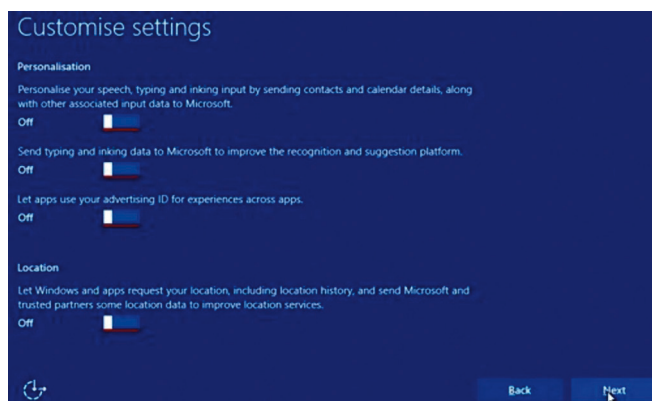 Customise settings
Personalisation
Personalise your speech, typing and inking input by sending contacts and calendar details, along
with other associated input data to Microsoft.
Off
Send typing and inking data to Microsoft to improve the recognition and suggestion platform.
Off
Let apps use your advertising ID for experiences across apps.
Off
Location
Let Windows and apps request your location, including location history, and send Microsoft and
trusted partners some location data to improve location services.
Off
Back
Next